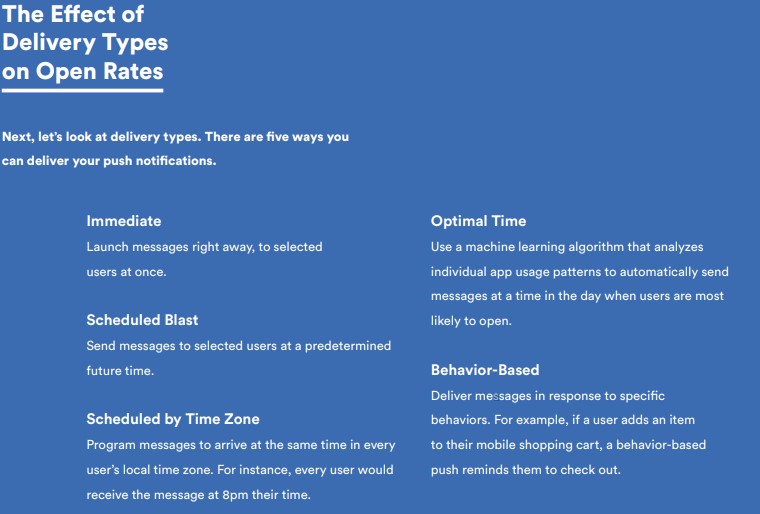 The Effect of
Delivery Types
on Open Rates
Next, let's look at delivery types. There are five ways you
can deliver your push notifications.
Immediate
Launch messages right away, to selected
users at once.
Scheduled Blast
Send messages to selected users at a predetermined
future time.
Scheduled by Time Zone
Program messages to arrive at the same time in every
user's local time zone. For instance, every user would
receive the message at 8pm their time.
Optimal Time
Use a machine learning algorithm that analyzes
individual app usage patterns to automatically send
messages at a time in the day when users are most
likely to open.
Behavior-Based
Deliver messages in response to specific
behaviors. For example, if a user adds an item
to their mobile shopping cart, a behavior-based
push reminds them to check out.